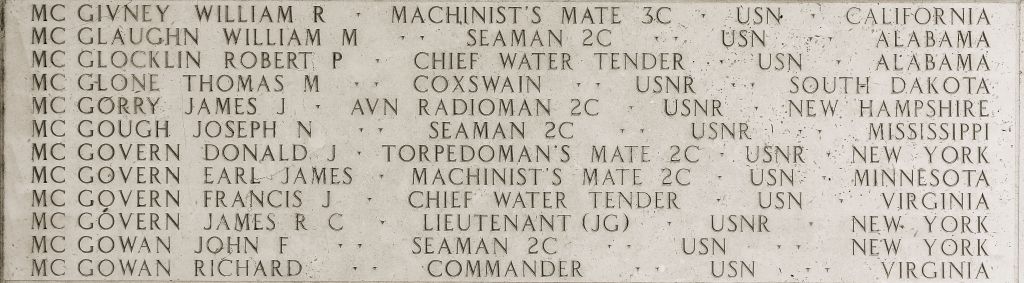 MC GIVNEY WILLIAM R · MACHINIST'S MATE 3C · USN · CALIFORNIA
MC GLAUGHN WILLIAM M · · SEAMAN 2C · · USN · · ALABAMA
MC GLOCKLIN ROBERT P · CHIEF WATER TENDER · USN · ALABAMA
MC GLONE THOMAS M · · COXSWAIN · · USNR · · SOUTH DAKOTA
MC GORRY JAMES J · AVN RADIOMAN 2C · USNR · NEW HAMPSHIRE
MC GOUGH JOSEPH N · · SEAMAN 2C · · USNR · · MISSISSIPPI
MC GOVERN DONALD J · TORPEDOMAN'S MATE 2C · USNR · NEW YORK
MC GOVERN EARL JAMES · MACHINIST'S MATE 2C · USN · MINNESOTA
MC GOVERN FRANCIS J · CHIEF WATER TENDER · USN · VIRGINIA
MC GOVERN JAMES R C · LIEUTENANT (JG) · USNR · NEW YORK
MC GOWAN JOHN F · · SEAMAN 2C · · USN · · NEW YORK
MC GOWAN RICHARD · · COMMANDER · · USN · · VIRGINIA